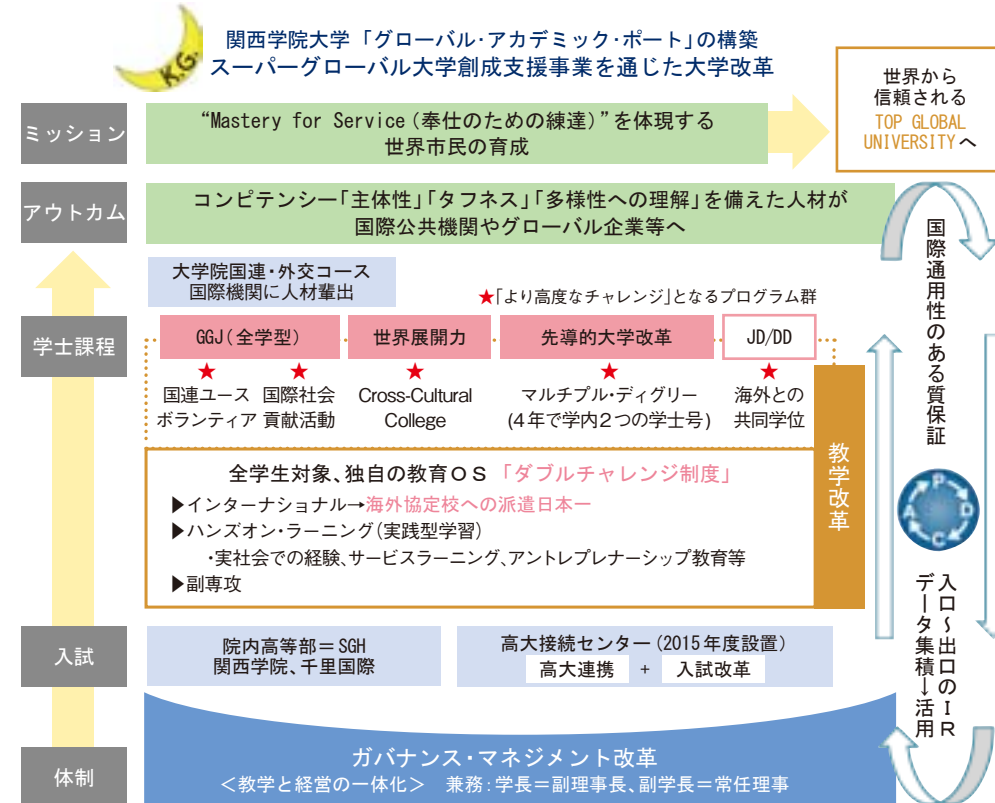 K.G.
関西学院大学「グローバル・アカデミック・ポート」の構築
スーパーグローバル大学創成支援事業を通じた大学改革
世界から
信頼される
TOP GLOBAL
UNIVERSITYへ
ミッション
“Mastery for Service(奉仕のための練達)”を体現する
世界市民の育成
アウトカム
コンピテンシー「主体性」「タフネス」「多様性への理解」を備えた人材が
国際公共機関やグローバル企業等へ
大学院国連・外交コース
国際機関に人材輩出
★「より高度なチャレンジ」となるプログラム群
学士課程
GGJ(全学型)
世界展開力
先導的大学改革
JD/DD
★
★
★
★
★
国連ユース
ボランティア
国際社会
貢献活動
Cross-Cultural
College
マルチプル・ディグリー
(4年で学内2つの学士号)
海外との
共同学位
教学改革
全学生対象、独自の教育OS「ダブルチャレンジ制度」
▶インターナショナル→海外協定校への派遣日本一
▶ハンズオン・ラーニング(実践型学習)
・実社会での経験、サービスラーニング、アントレプレナーシップ教育等
▶副専攻
国際通用性のある質保証
P
D
C
A
入口～出口のIR
データ集積→活用
入試
院内高等部=SGH
関西学院、千里国際
高大接続センター(2015年度設置)
高大連携 + 入試改革
体制
ガバナンス・マネジメント改革
<教学と経営の一体化> 兼務:学長=副理事長、副学長=常任理事